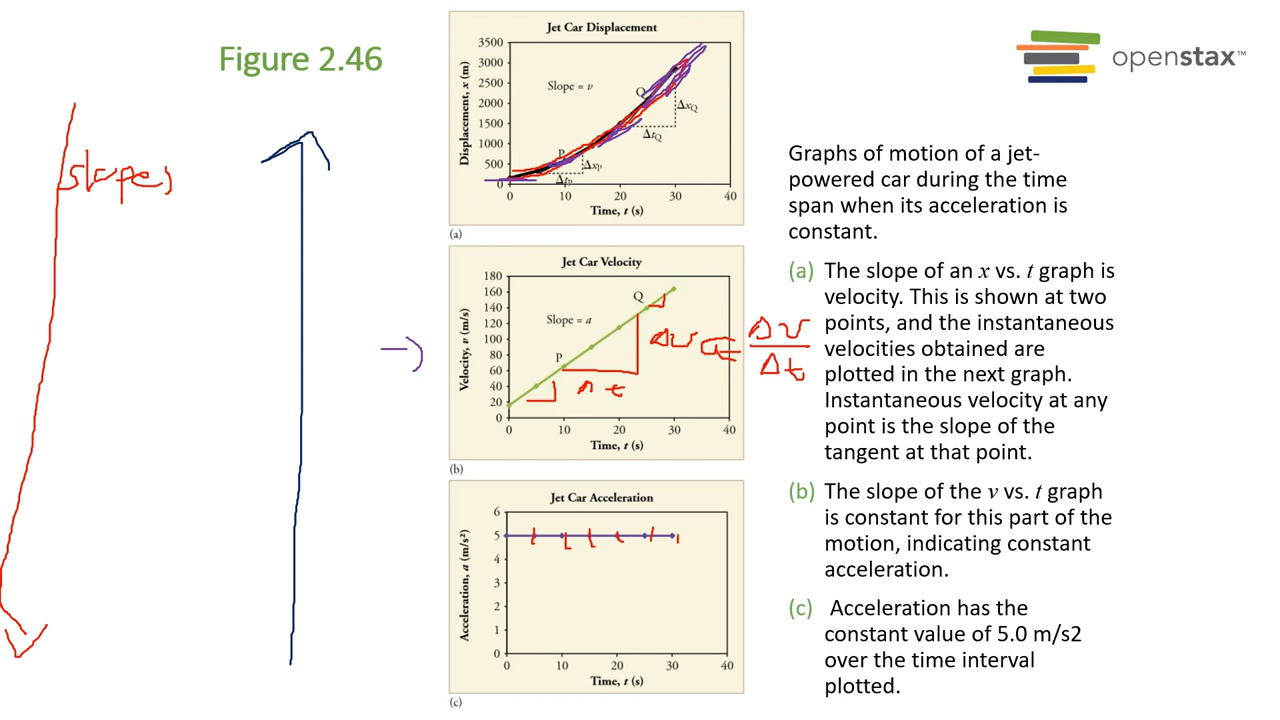 Figure 2.46
openstax™
slopes
Jet Car Displacement
3500
3000
2500
2000
1500
1000
500
0
Displacement, x (m)
Slope = v
Q
ΔxQ
ΔtQ
P
ΔxP
ΔtP
0 10 20 30 40
Time, t (s)
(a)
Jet Car Velocity
180
160
140
120
100
80
60
40
20
0
Velocity, v (m/s)
Slope = a
Q
P
Δv
Δt
a = Δv
Δt
0 10 20 30 40
Time, t (s)
(b)
Jet Car Acceleration
6
5
4
3
2
1
0
Acceleration, a (m/s²)
0 10 20 30 40
Time, t (s)
(c)
Graphs of motion of a jet-
powered car during the time
span when its acceleration is
constant.
(a) The slope of an x vs. t graph is
velocity. This is shown at two
points, and the instantaneous
velocities obtained are
plotted in the next graph.
Instantaneous velocity at any
point is the slope of the
tangent at that point.
(b) The slope of the v vs. t graph
is constant for this part of the
motion, indicating constant
acceleration.
(c) Acceleration has the
constant value of 5.0 m/s2
over the time interval
plotted.